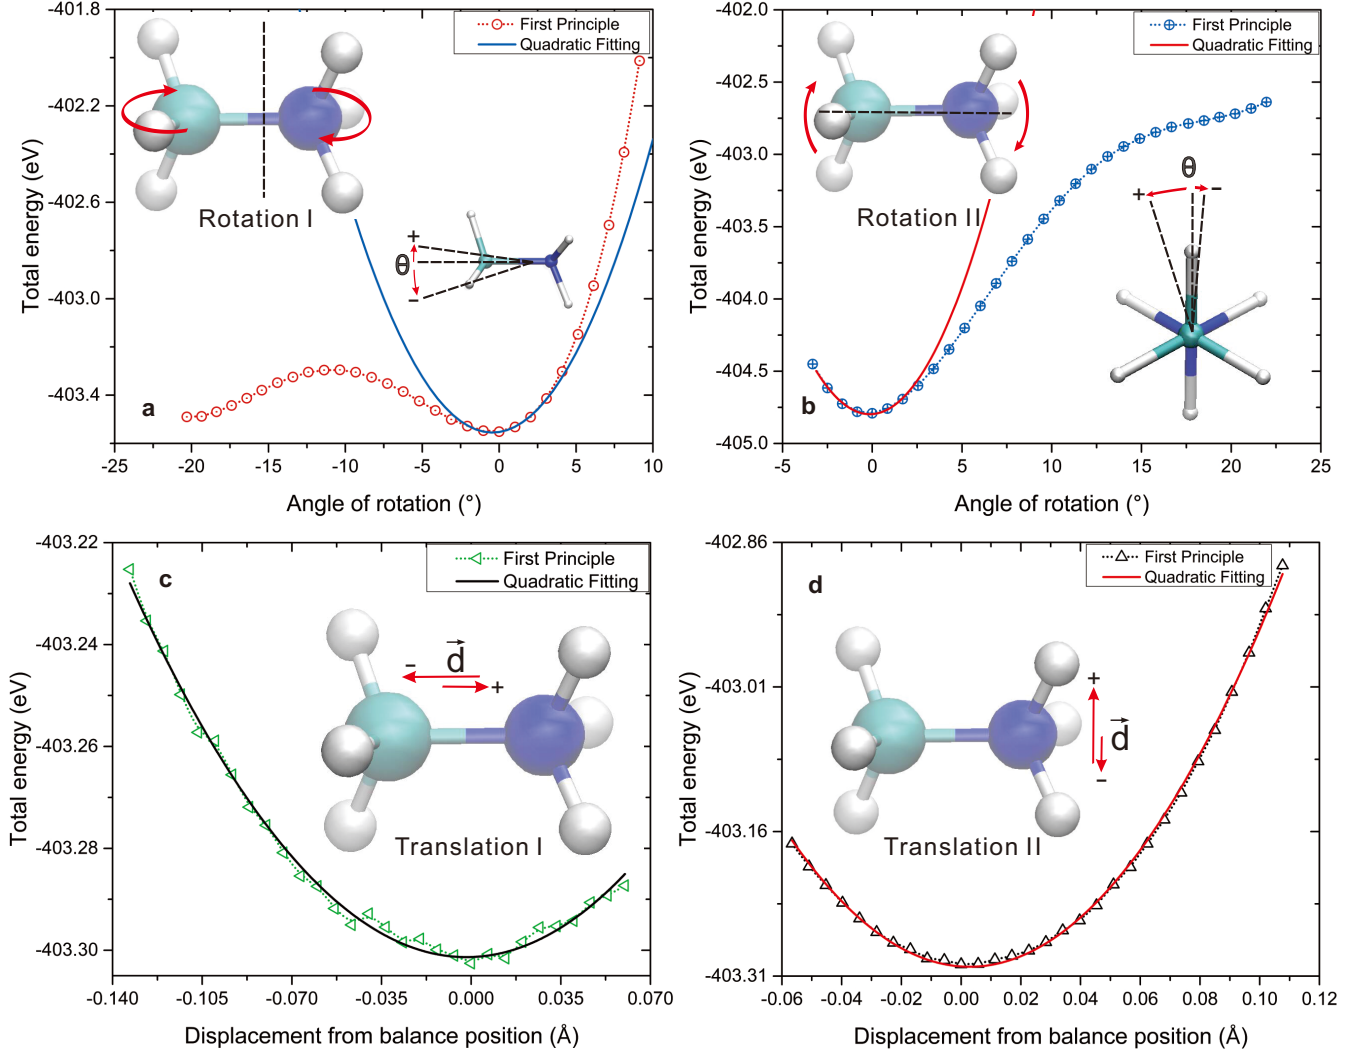 -401.8
-402.2
-402.6
-403.0
-403.4
Total energy (eV)
First Principle
Quadratic Fitting
Rotation I
+
θ
-
a
-25 -20 -15 -10 -5 0 5 10
Angle of rotation (°)
-402.0
-402.5
-403.0
-403.5
-404.0
-404.5
-405.0
Total energy (eV)
First Principle
Quadratic Fitting
Rotation II
θ
+ -
b
-5 0 5 10 15 20 25
Angle of rotation (°)
-403.22
-403.24
-403.26
-403.28
-403.30
Total energy (eV)
c
First Principle
Quadratic Fitting
- d +
Translation I
-0.140 -0.105 -0.070 -0.035 0.000 0.035 0.070
Displacement from balance position (Å)
-402.86
-403.01
-403.16
-403.31
Total energy (eV)
d
First Principle
Quadratic Fitting
+
d
-
Translation II
-0.06 -0.04 -0.02 0.00 0.02 0.04 0.06 0.08 0.10 0.12
Displacement from balance position (Å)